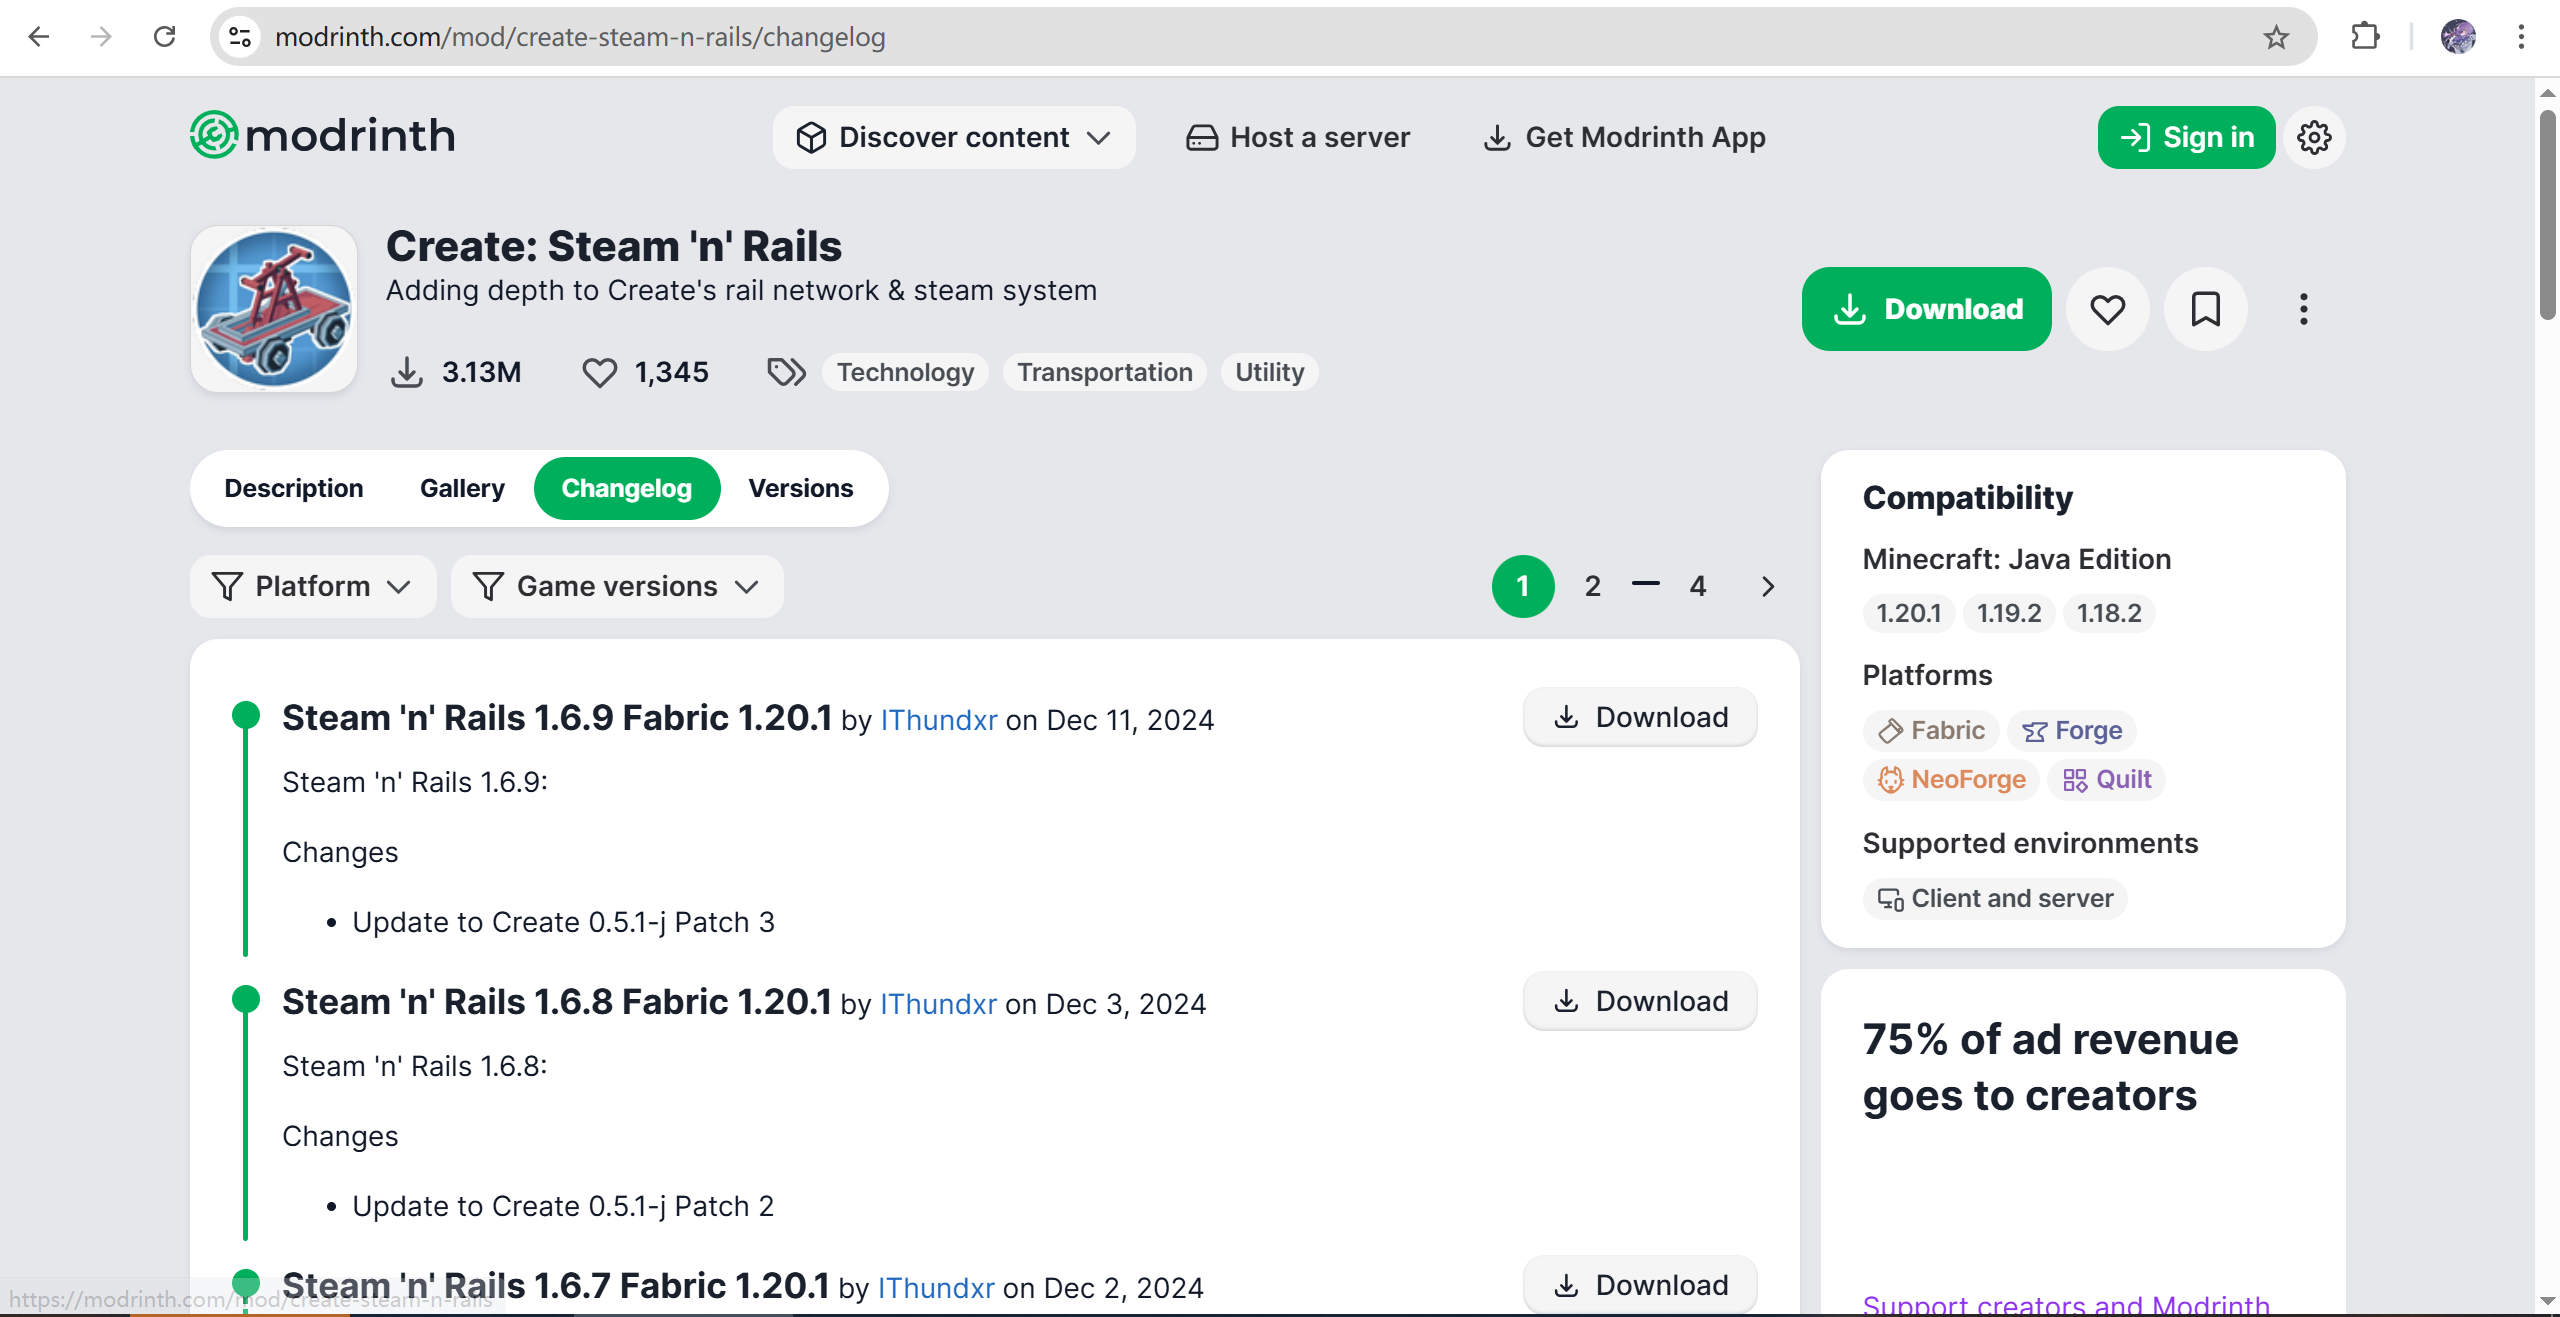 modrinth.com/mod/create-steam-n-rails/changelog
modrinth
Discover content
Host a server
Get Modrinth App
Sign in
Create: Steam 'n' Rails
Adding depth to Create's rail network & steam system
3.13M
1,345
Technology
Transportation
Utility
Download
Description
Gallery
Changelog
Versions
Platform
Game versions
1 2 — 4
Steam 'n' Rails 1.6.9 Fabric 1.20.1 by IThundxr on Dec 11, 2024
Download
Steam 'n' Rails 1.6.9:
Changes
• Update to Create 0.5.1-j Patch 3
Steam 'n' Rails 1.6.8 Fabric 1.20.1 by IThundxr on Dec 3, 2024
Download
Steam 'n' Rails 1.6.8:
Changes
• Update to Create 0.5.1-j Patch 2
Steam 'n' Rails 1.6.7 Fabric 1.20.1 by IThundxr on Dec 2, 2024
Download
Compatibility
Minecraft: Java Edition
1.20.1 1.19.2 1.18.2
Platforms
Fabric Forge
NeoForge Quilt
Supported environments
Client and server
75% of ad revenue
goes to creators
Support creators and Modrinth
https://modrinth.com/mod/create-steam-n-rails